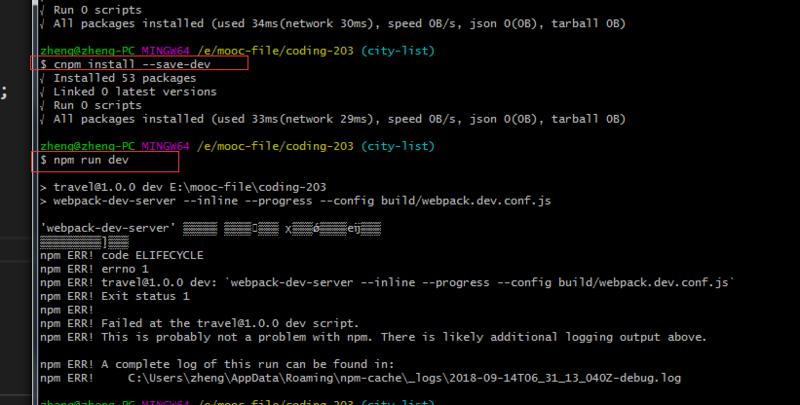 √ Run 0 scripts
√ All packages installed (used 34ms(network 30ms), speed 0B/s, json 0(0B), tarball 0B)
zheng@zheng-PC MINGW64 /e/mooc-file/coding-203 (city-list)
$ cnpm install --save-dev
√ Installed 53 packages
√ Linked 0 latest versions
√ Run 0 scripts
√ All packages installed (used 33ms(network 29ms), speed 0B/s, json 0(0B), tarball 0B)
;
zheng@zheng-PC MINGW64 /e/mooc-file/coding-203 (city-list)
$ npm run dev
> travel@1.0.0 dev E:\mooc-file\coding-203
> webpack-dev-server --inline --progress --config build/webpack.dev.conf.js
'webpack-dev-server'
npm ERR! code ELIFECYCLE
npm ERR! errno 1
npm ERR! travel@1.0.0 dev: `webpack-dev-server --inline --progress --config build/webpack.dev.conf.js`
npm ERR! Exit status 1
npm ERR!
npm ERR! Failed at the travel@1.0.0 dev script.
npm ERR! This is probably not a problem with npm. There is likely additional logging output above.
npm ERR! A complete log of this run can be found in:
npm ERR!     C:\Users\zheng\AppData\Roaming\npm-cache\_logs\2018-09-14T06_31_13_040Z-debug.log
zheng@zheng-PC MINGW64 /e/mooc-file/coding-203 (city-list)